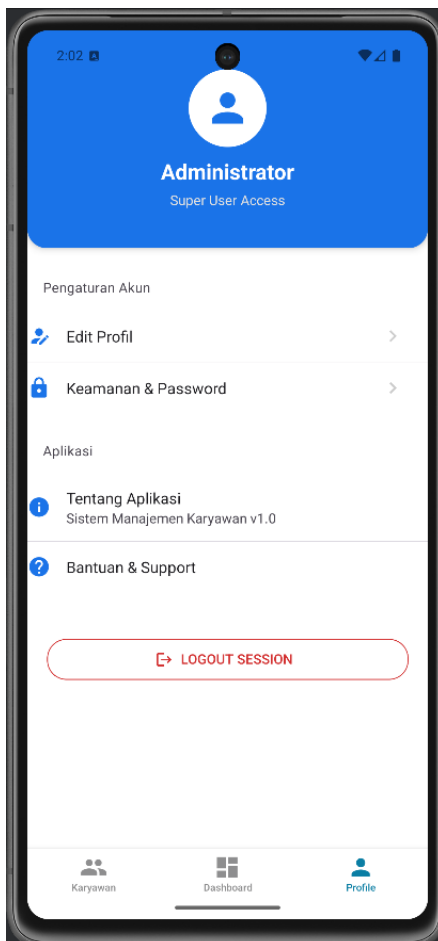 2:02
Administrator
Super User Access
Pengaturan Akun
Edit Profil
Keamanan & Password
Aplikasi
Tentang Aplikasi
Sistem Manajemen Karyawan v1.0
Bantuan & Support
LOGOUT SESSION
Karyawan Dashboard Profile